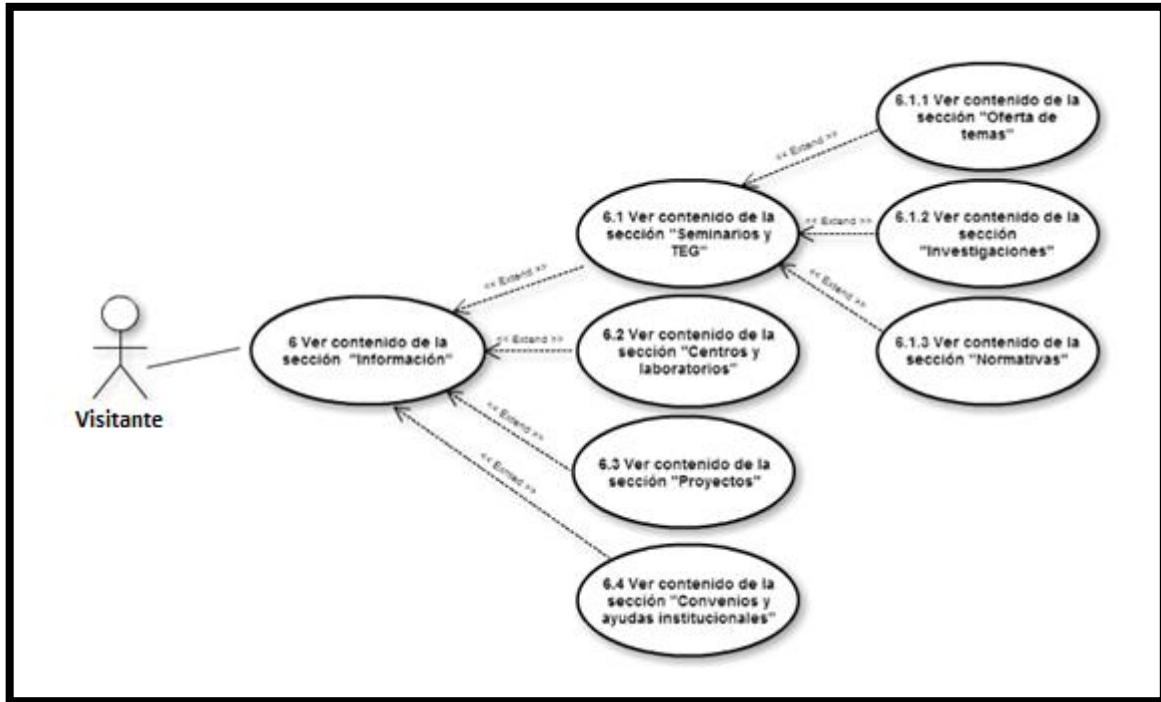 6.1.1 Ver contenido de la
sección "Oferta de
temas"
<< Extend >>
6.1 Ver contenido de la
sección "Seminarios y
TEG"
<< Extend >>
6.1.2 Ver contenido de la
sección
"Investigaciones"
<< Extend >>
<< Extend >>
6 Ver contenido de la
sección "Información"
<< Extend >>
6.2 Ver contenido de la
sección "Centros y
laboratorios"
6.1.3 Ver contenido de la
sección "Normativas"
Visitante
<< Extend >>
6.3 Ver contenido de la
sección "Proyectos"
<< Extend >>
6.4 Ver contenido de la
sección "Convenios y
ayudas institucionales"